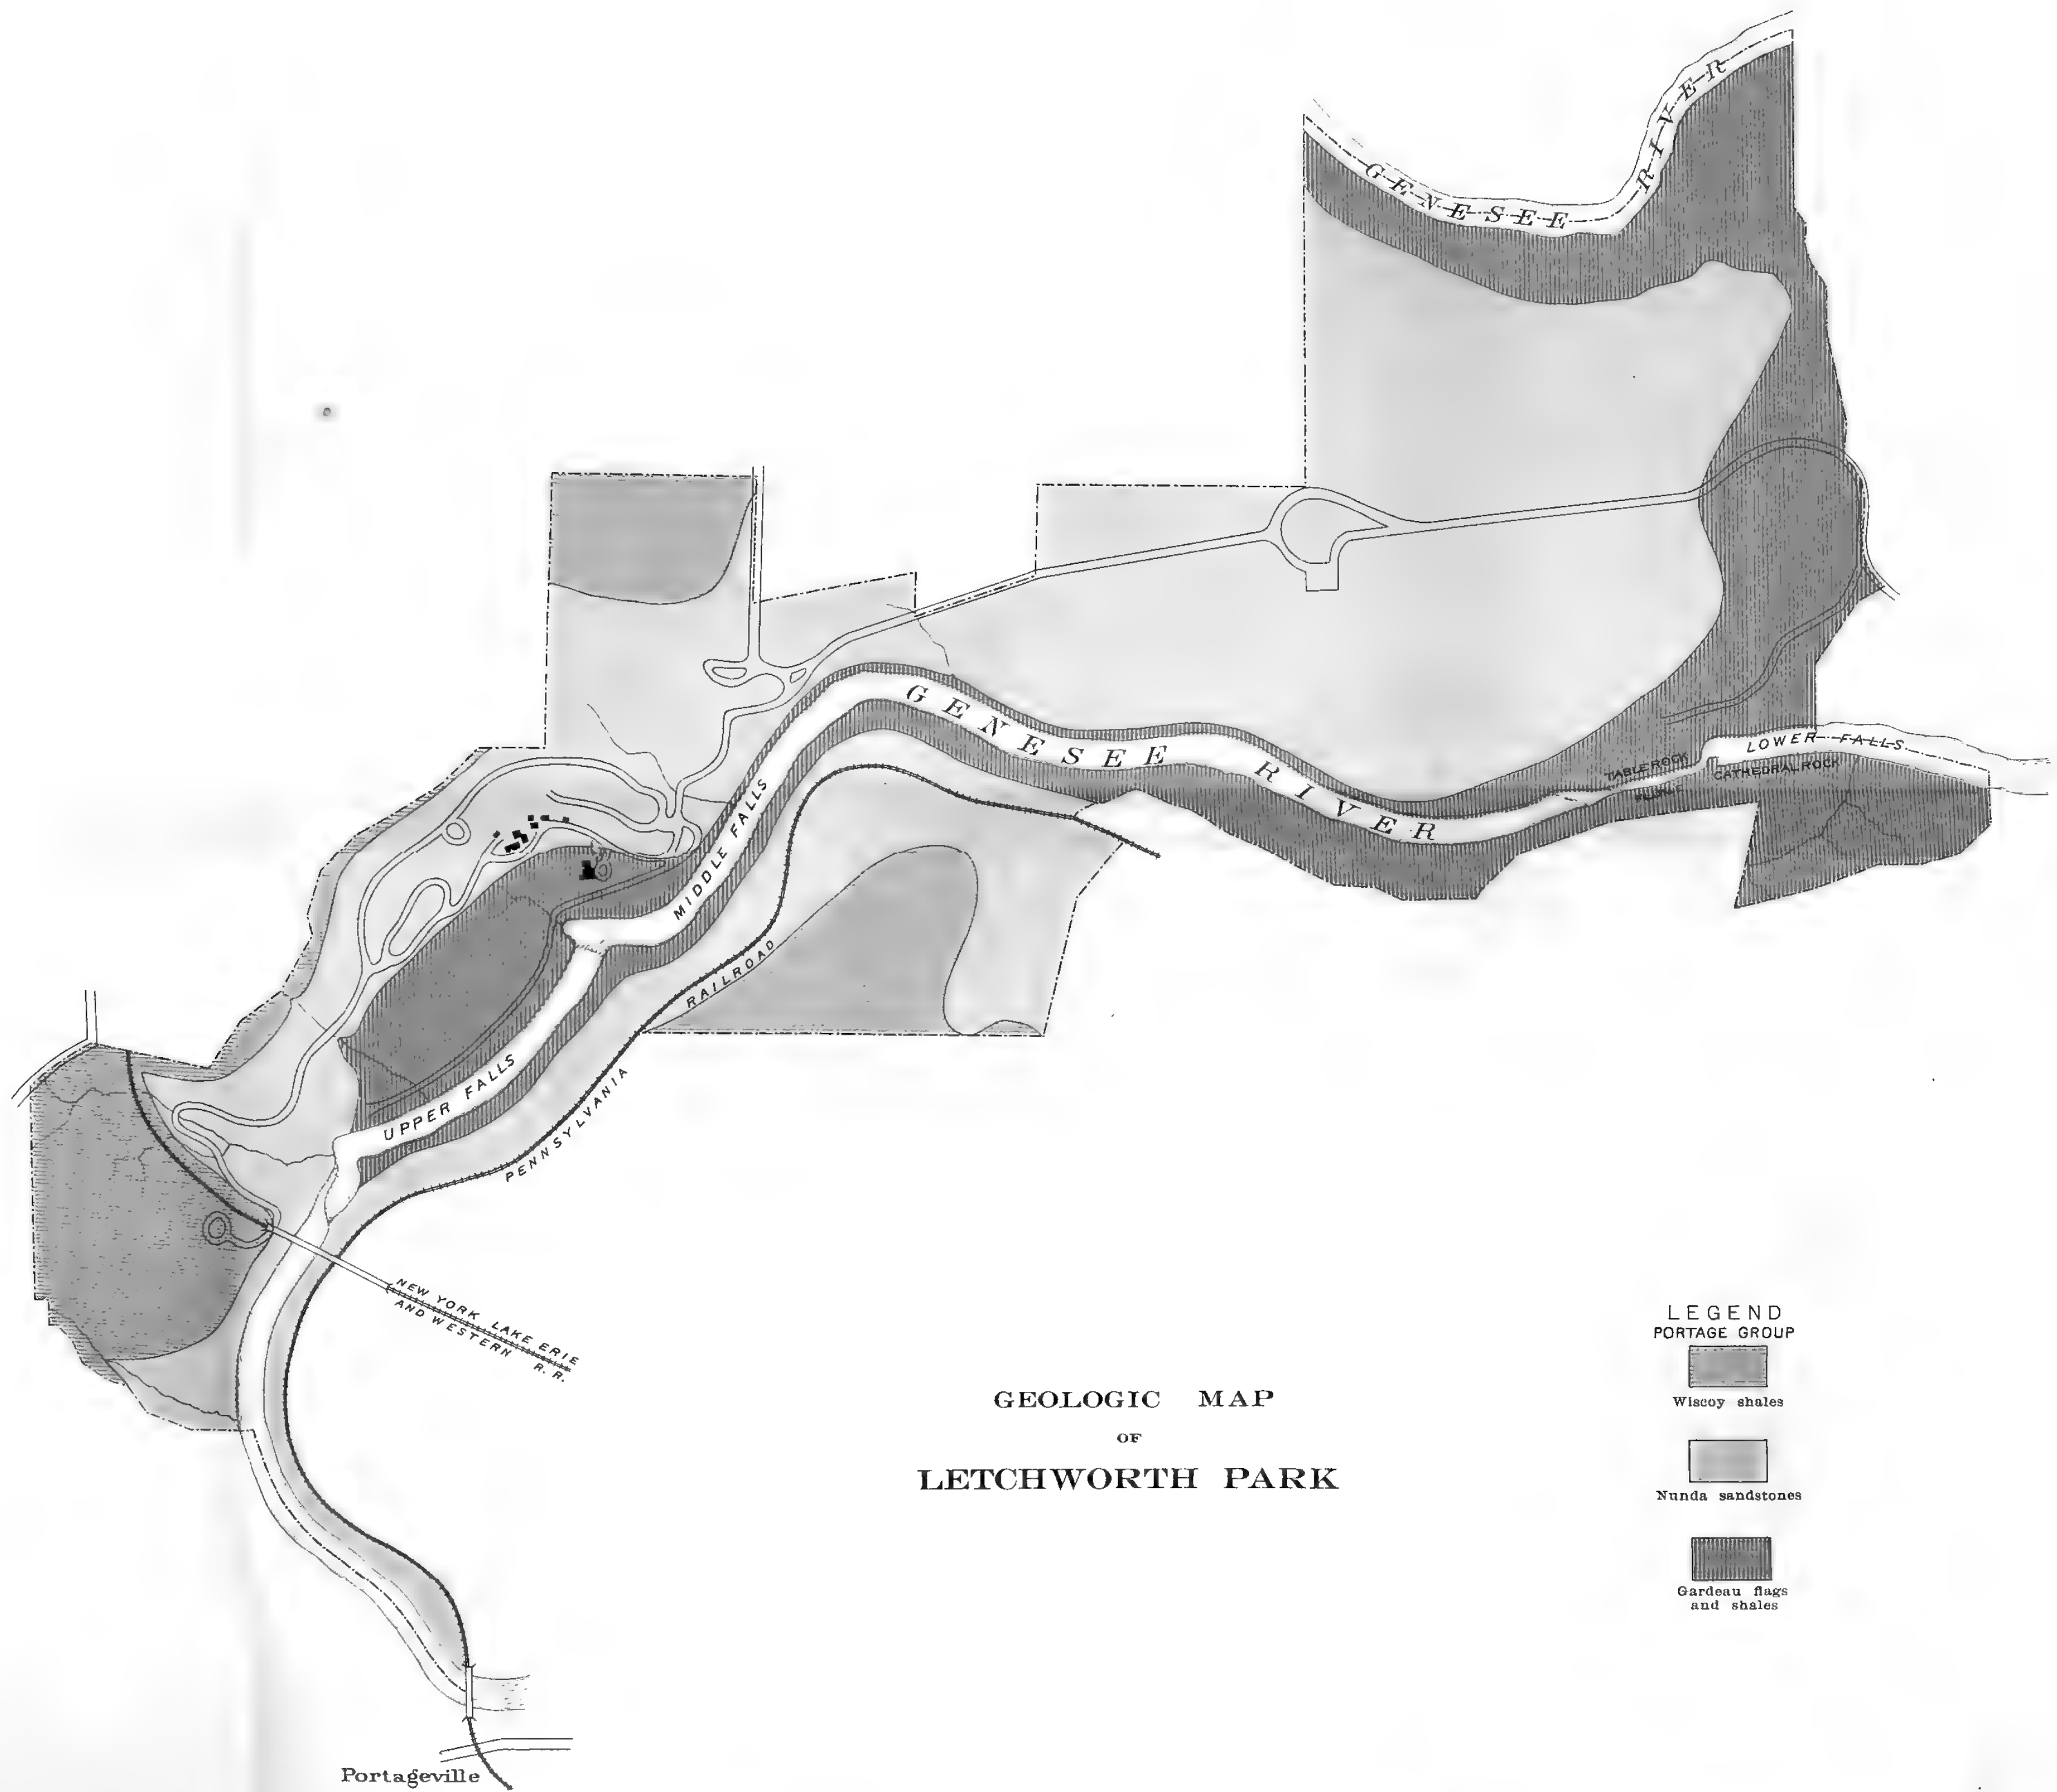 GENESEE RIVER
GENESEE RIVER
LOWER FALLS
TABLE ROCK
CATHEDRAL ROCK
MIDDLE FALLS
UPPER FALLS
PENNSYLVANIA RAILROAD
NEW YORK LAKE ERIE
AND WESTERN R. R.
LEGEND
PORTAGE GROUP
Wiscoy shales
Nunda sandstones
Gardeau flags
and shales
GEOLOGIC MAP
OF
LETCHWORTH PARK
Portageville